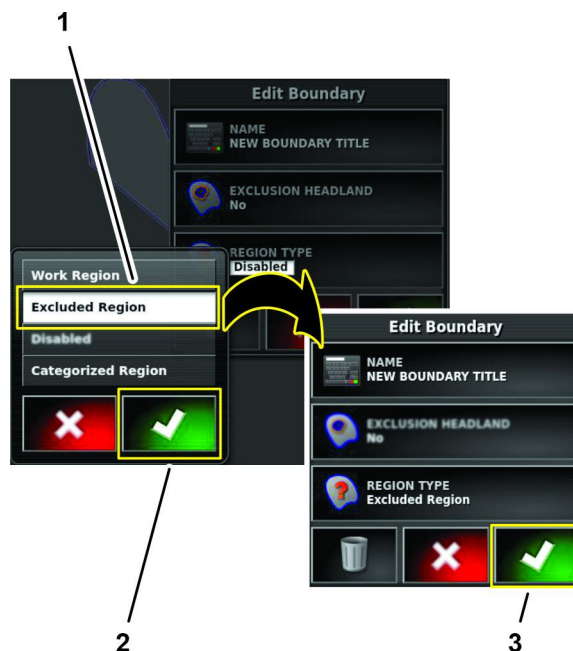 1
Edit Boundary
NAME
NEW BOUNDARY TITLE
EXCLUSION HEADLAND
No
REGION TYPE
Disabled
Work Region
Excluded Region
Disabled
Categorized Region
Edit Boundary
NAME
NEW BOUNDARY TITLE
EXCLUSION HEADLAND
No
REGION TYPE
Excluded Region
2
3